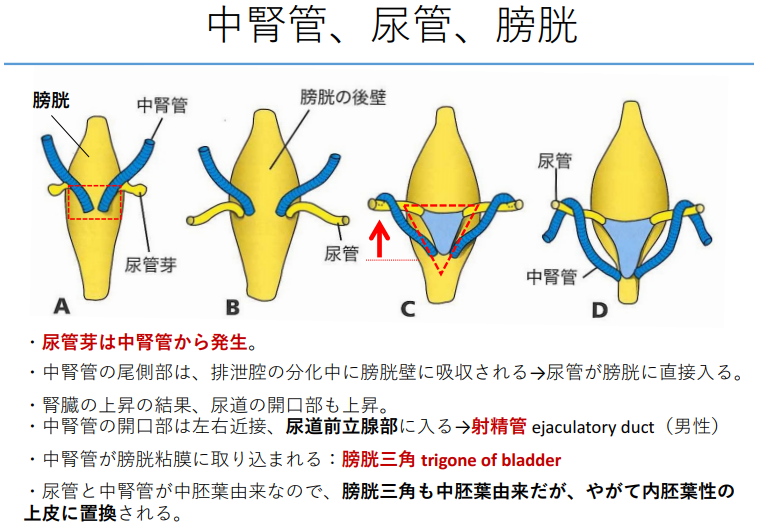 中腎管、尿管、膀胱
膀胱
中腎管
膀胱の後壁
尿管
尿管芽
尿管
中腎管
A
B
C
D
・尿管芽は中腎管から発生。
・中腎管の尾側部は、排泄腔の分化中に膀胱壁に吸収される→尿管が膀胱に直接入る。
・腎臓の上昇の結果、尿道の開口部も上昇。
・中腎管の開口部は左右近接、尿道前立腺部に入る→射精管 ejaculatory duct（男性）
・中腎管が膀胱粘膜に取り込まれる：膀胱三角 trigone of bladder
・尿管と中腎管が中胚葉由来なので、膀胱三角も中胚葉由来だが、やがて内胚葉性の
上皮に置換される。